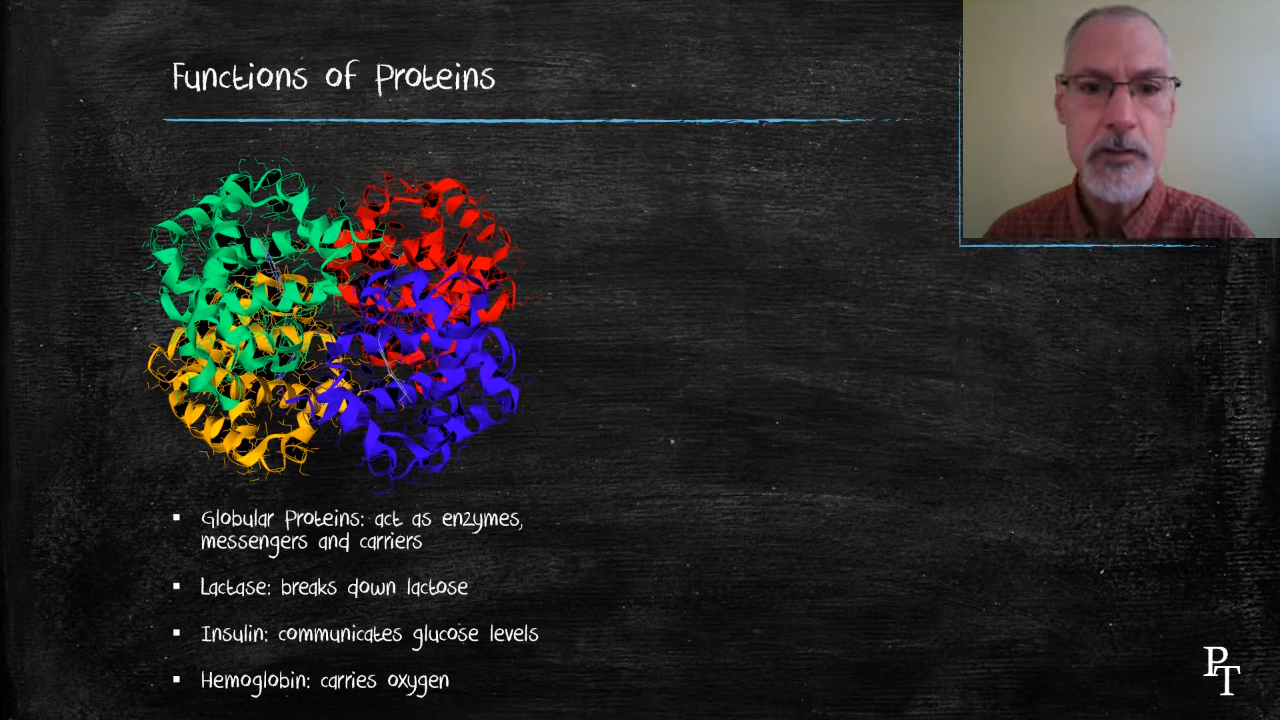 Functions of Proteins
▪ Globular Proteins: act as enzymes,
messengers and carriers
▪ Lactase: breaks down lactose
▪ Insulin: communicates glucose levels
▪ Hemoglobin: carries oxygen
PT